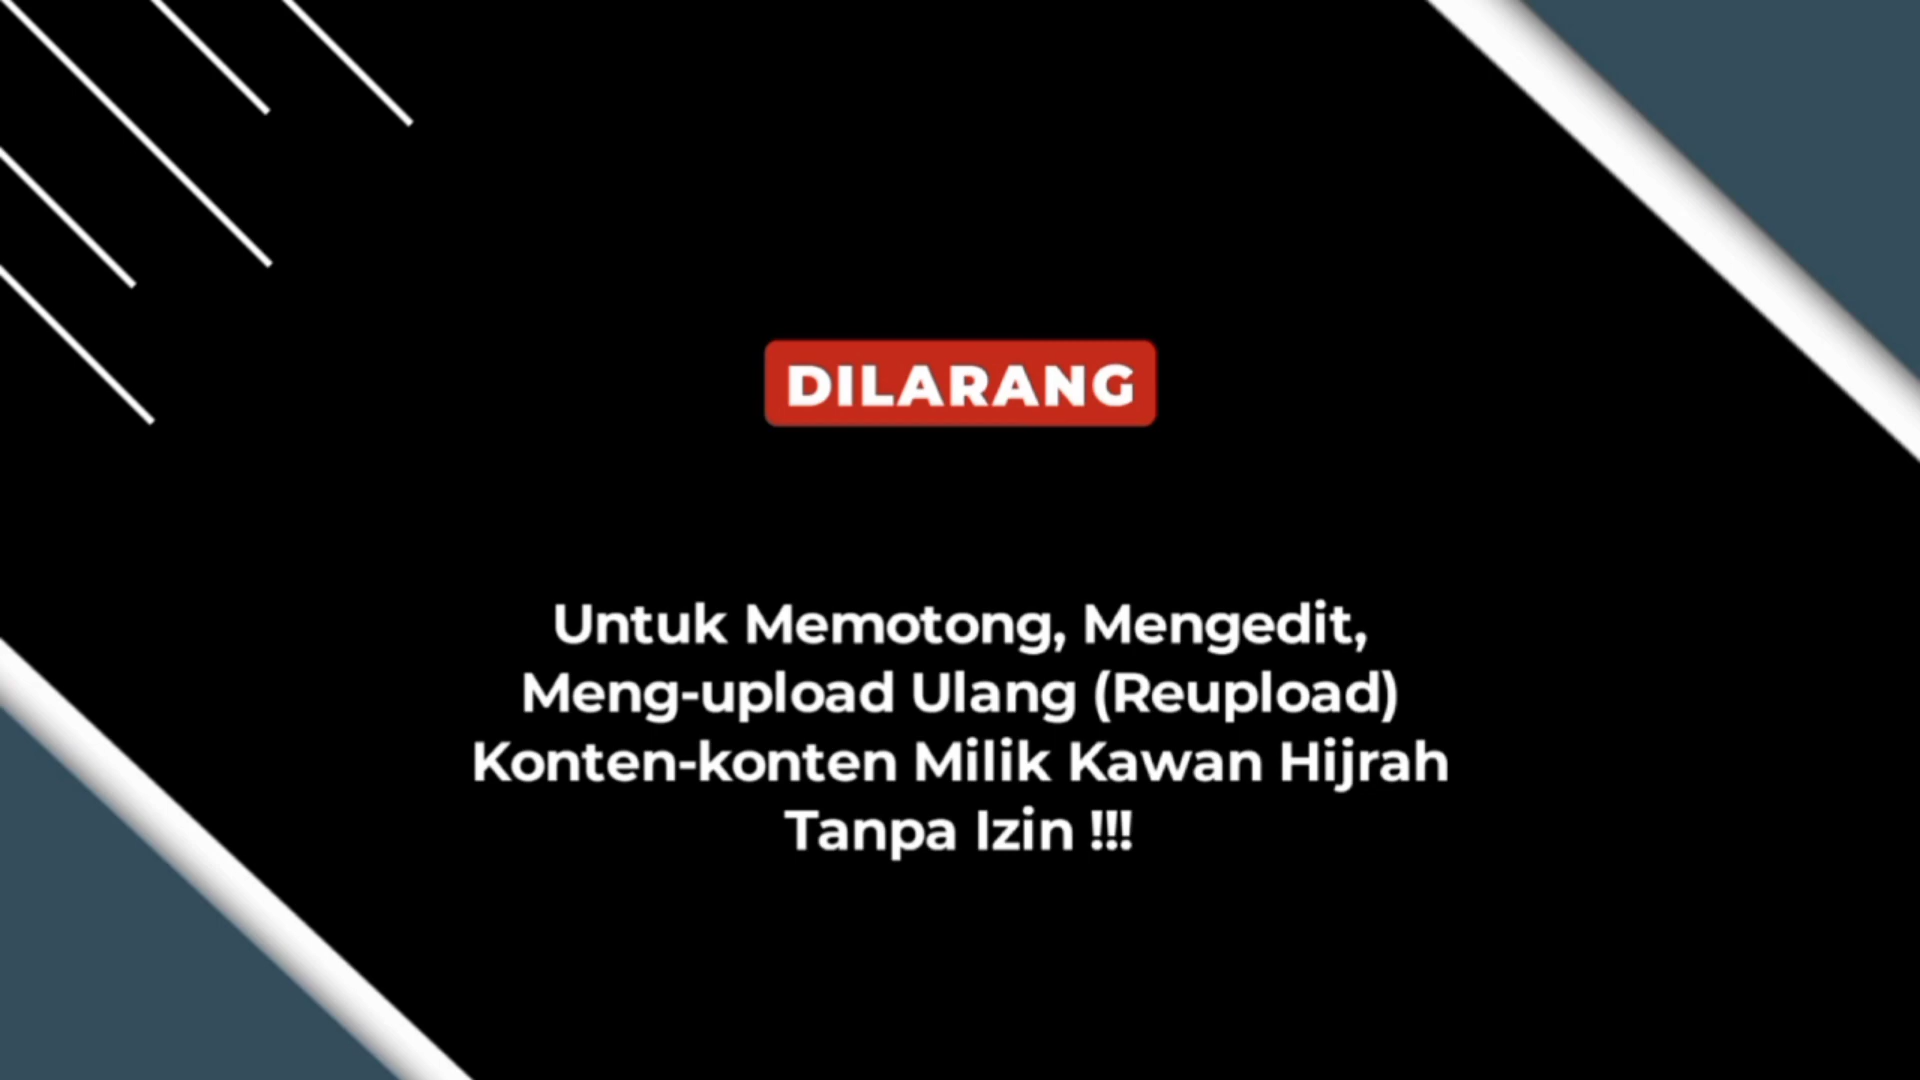 DILARANG
Untuk Memotong, Mengedit,
Meng-upload Ulang (Reupload)
Konten-konten Milik Kawan Hijrah
Tanpa Izin !!!